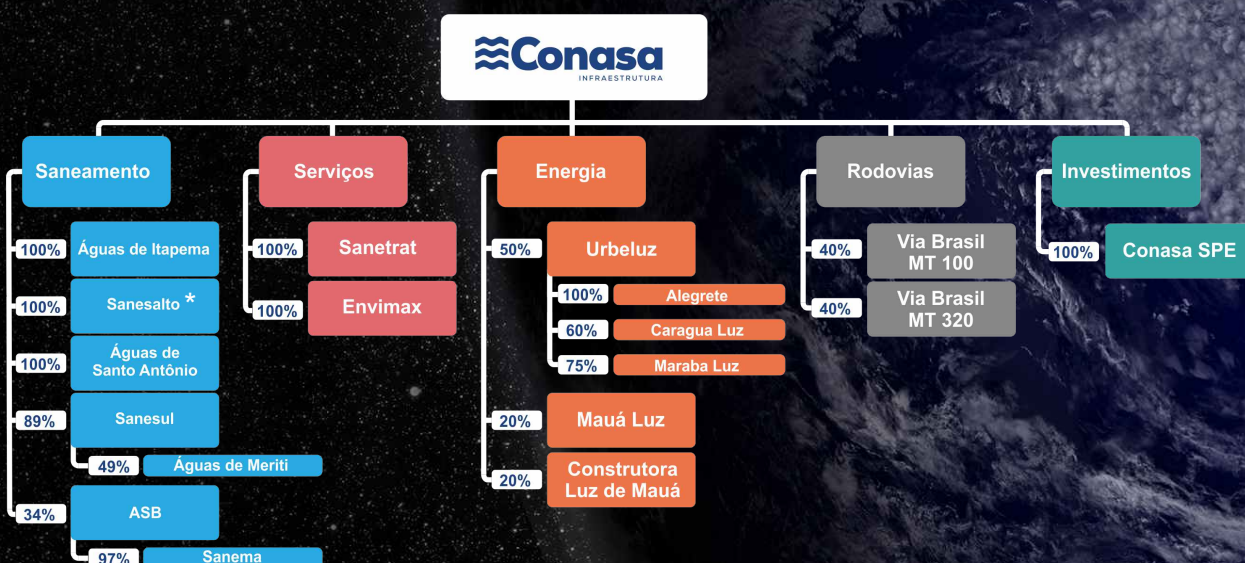 Conasa
INFRAESTRUTURA
Saneamento
100%
Águas de Itapema
100%
Sanesalto *
100%
Águas de
Santo Antônio
89%
Sanesul
49%
Águas de Meriti
34%
ASB
97%
Sanema
Serviços
100%
Sanetrat
100%
Envimax
Energia
50%
Urbeluz
100%
Alegrete
60%
Caragua Luz
75%
Maraba Luz
20%
Mauá Luz
20%
Construtora
Luz de Mauá
Rodovias
40%
Via Brasil
MT 100
40%
Via Brasil
MT 320
Investimentos
100%
Conasa SPE